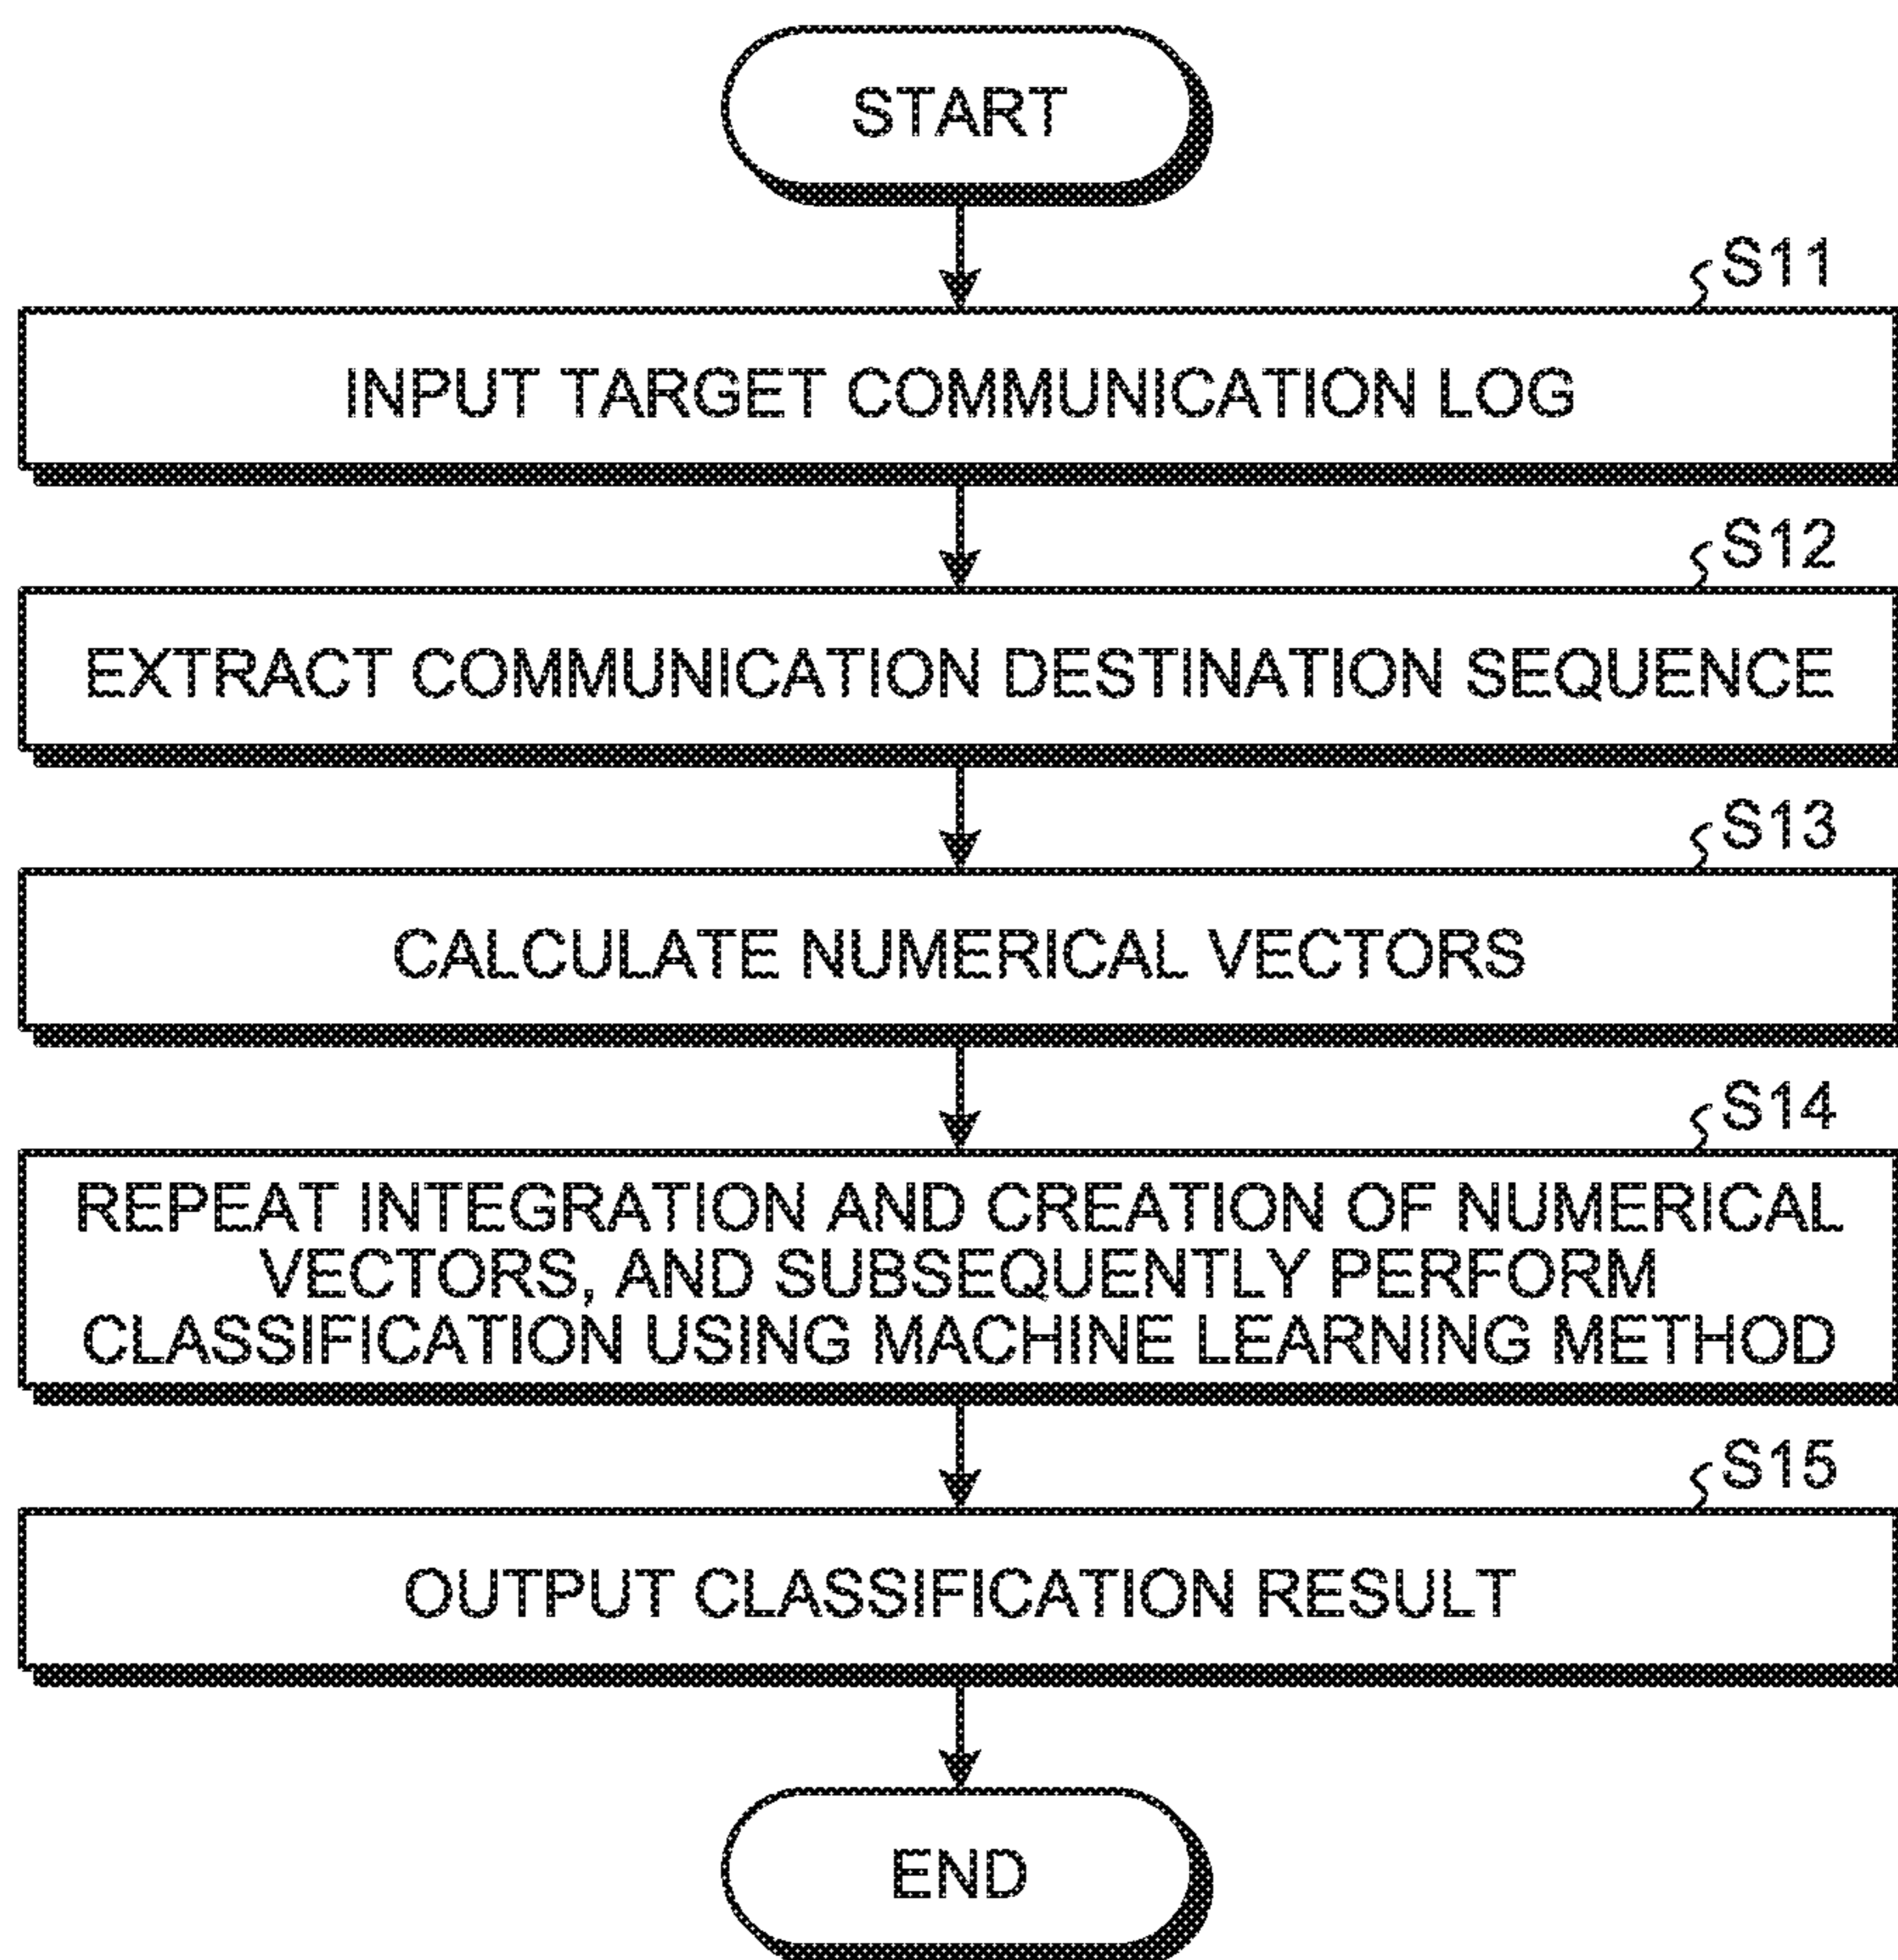 START
S11
INPUT TARGET COMMUNICATION LOG
S12
EXTRACT COMMUNICATION DESTINATION SEQUENCE
S13
CALCULATE NUMERICAL VECTORS
S14
REPEAT INTEGRATION AND CREATION OF NUMERICAL
VECTORS, AND SUBSEQUENTLY PERFORM
CLASSIFICATION USING MACHINE LEARNING METHOD
S15
OUTPUT CLASSIFICATION RESULT
END